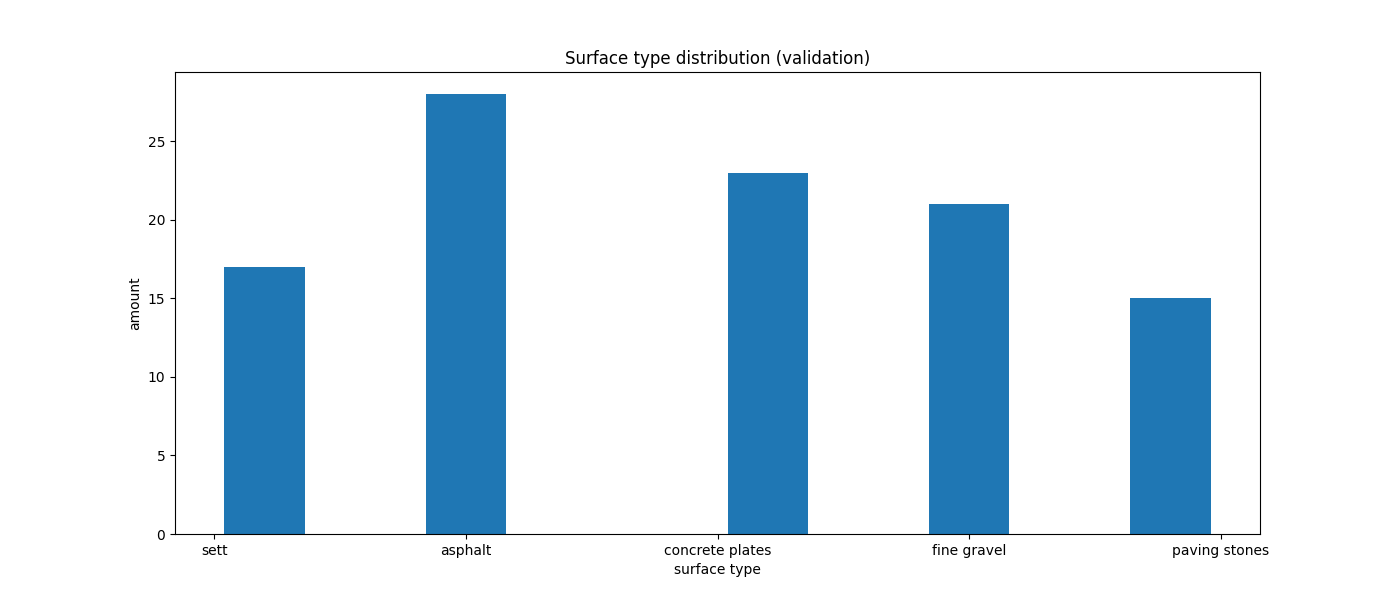 Surface type distribution (validation)
amount
25
20
15
10
5
0
sett asphalt concrete plates fine gravel paving stones
surface type